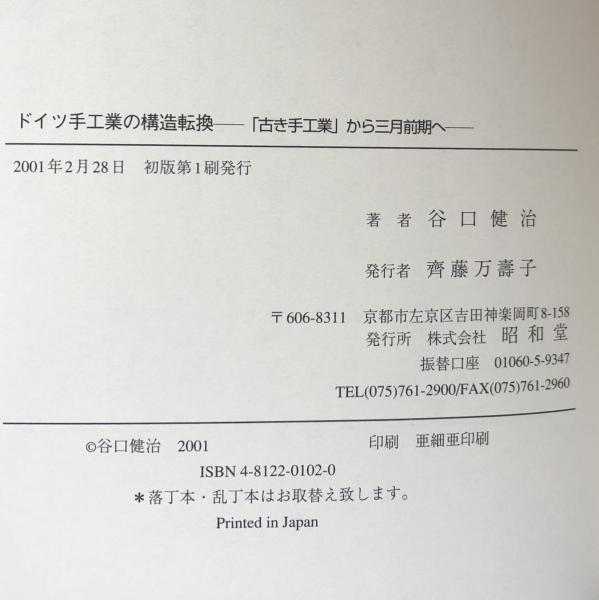 ドイツ手工業の構造転換――「古き手工業」から三月前期へ――
2001年2月28日　初版第1刷発行
著　者　谷　口　健　治
発行者　齊　藤　万　壽　子
〒606-8311　京都市左京区吉田神楽岡町8-158
発行所　株式会社　昭　和　堂
振替口座　01060-5-9347
TEL(075)761-2900/FAX(075)761-2960
©谷口健治　2001　印刷　亜細亜印刷
ISBN 4-8122-0102-0
＊落丁本・乱丁本はお取替え致します。
Printed in Japan